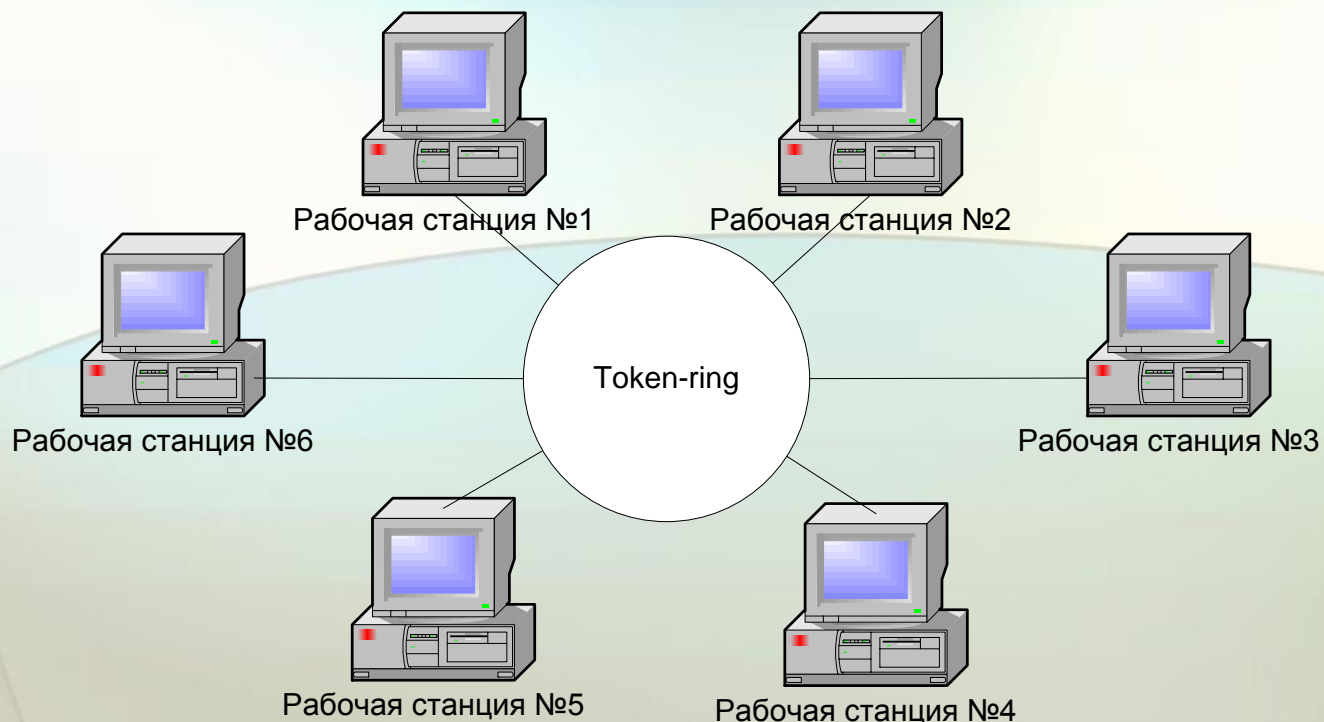 Рабочая станция №1
Рабочая станция №2
Token-ring
Рабочая станция №6
Рабочая станция №3
Рабочая станция №5
Рабочая станция №4